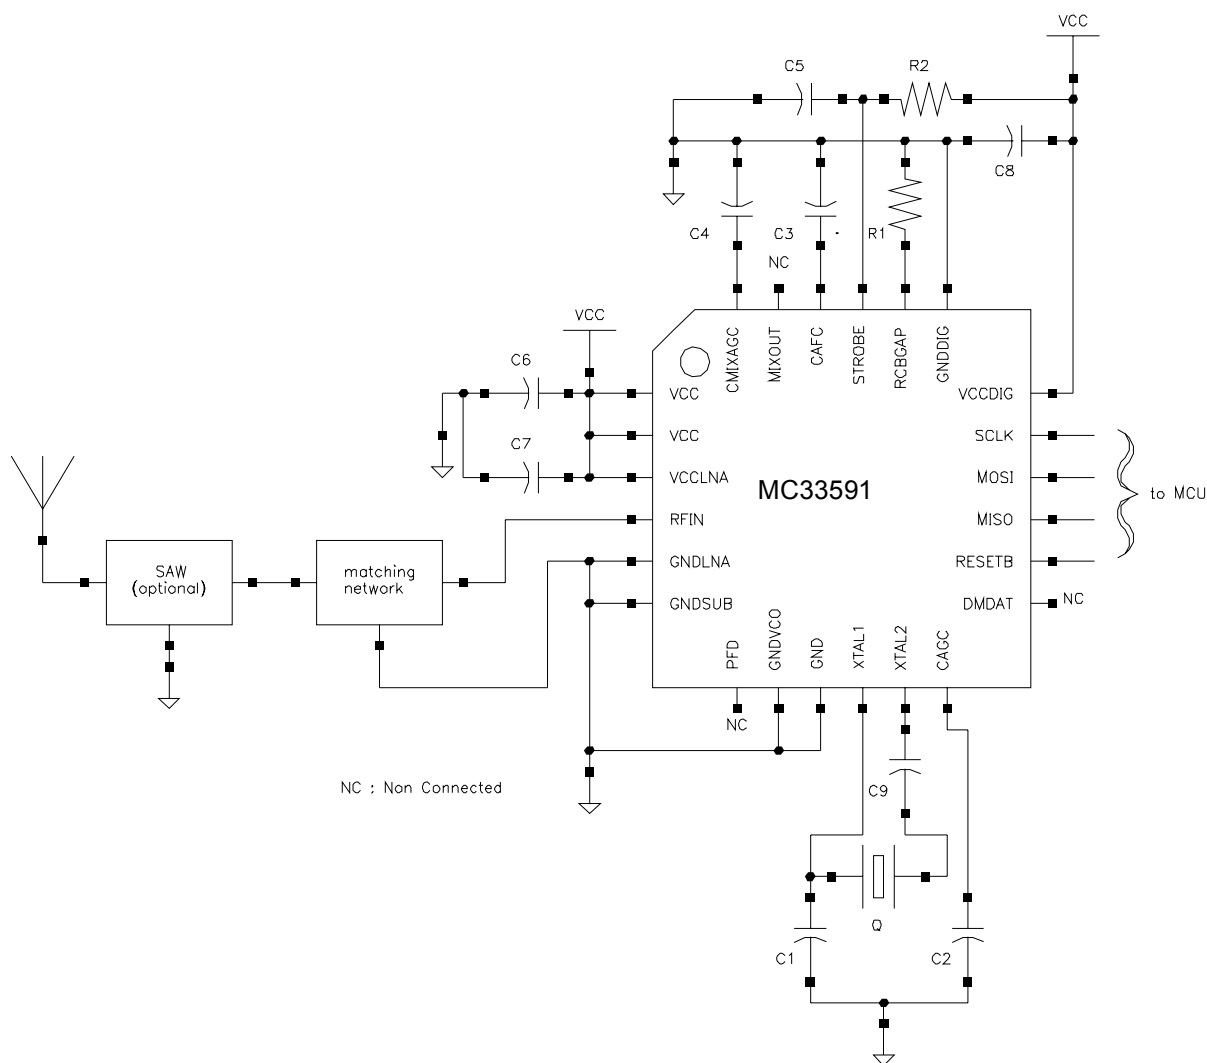 VCC
C5
R2
C8
C4
C3
R1
NC
VCC
C6
C7
CMIXAGC
MIXOUT
CAFC
STROBE
RCBGAP
GNDDIG
VCC
VCC
VCCLNA
RFIN
GNDLNA
GNDSUB
MC33591
VCCDIG
SCLK
MOSI
MISO
RESETB
DMDAT
to MCU
NC
SAW
(optional)
matching
network
PFD
GNDVCO
GND
XTAL1
XTAL2
CAGC
NC
NC : Non Connected
C9
Q
C1
C2